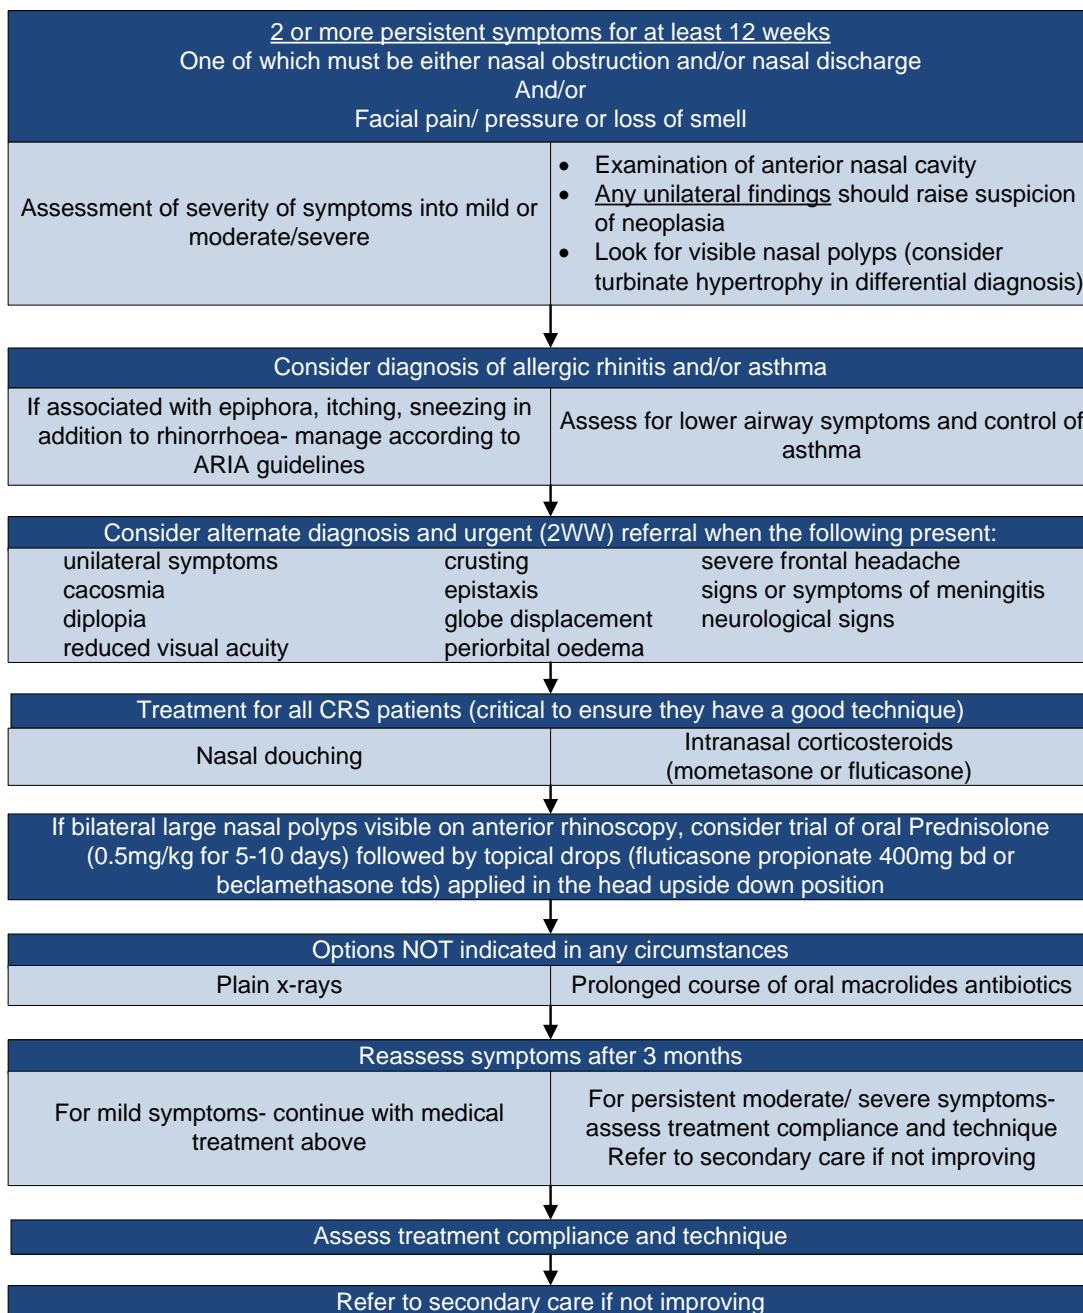 2 or more persistent symptoms for at least 12 weeks
One of which must be either nasal obstruction and/or nasal discharge
And/or
Facial pain/ pressure or loss of smell
Assessment of severity of symptoms into mild or
moderate/severe
• Examination of anterior nasal cavity
• Any unilateral findings should raise suspicion
of neoplasia
• Look for visible nasal polyps (consider
turbinate hypertrophy in differential diagnosis)
Consider diagnosis of allergic rhinitis and/or asthma
If associated with epiphora, itching, sneezing in
addition to rhinorrhoea- manage according to
ARIA guidelines
Assess for lower airway symptoms and control of
asthma
Consider alternate diagnosis and urgent (2WW) referral when the following present:
unilateral symptoms
cacosmia
diplopia
reduced visual acuity
crusting
epistaxis
globe displacement
periorbital oedema
severe frontal headache
signs or symptoms of meningitis
neurological signs
Treatment for all CRS patients (critical to ensure they have a good technique)
Nasal douching
Intranasal corticosteroids
(mometasone or fluticasone)
If bilateral large nasal polyps visible on anterior rhinoscopy, consider trial of oral Prednisolone
(0.5mg/kg for 5-10 days) followed by topical drops (fluticasone propionate 400mg bd or
beclamethasone tds) applied in the head upside down position
Options NOT indicated in any circumstances
Plain x-rays
Prolonged course of oral macrolides antibiotics
Reassess symptoms after 3 months
For mild symptoms- continue with medical
treatment above
For persistent moderate/ severe symptoms-
assess treatment compliance and technique
Refer to secondary care if not improving
Assess treatment compliance and technique
Refer to secondary care if not improving